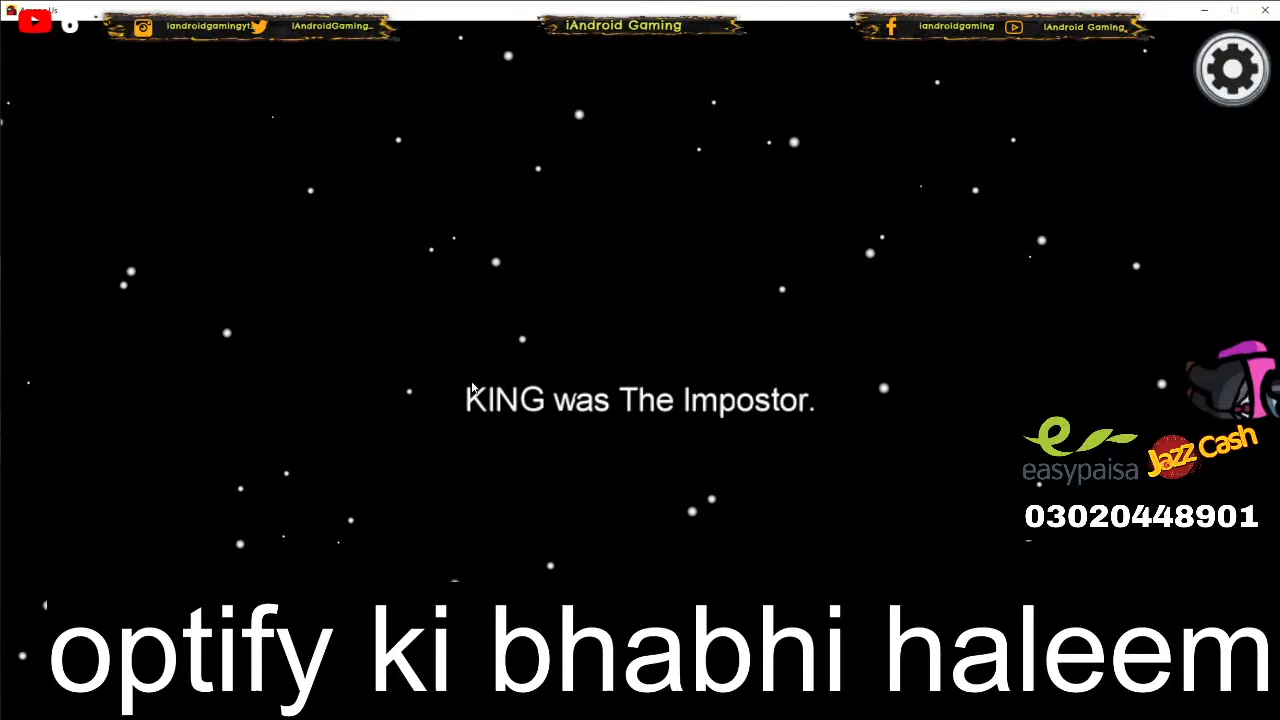 6
iandroidgamingyt
iAndroidGaming_
iAndroid Gaming
iandroidgaming
iAndroid Gaming
KING was The Impostor.
easypaisa
Jazz Cash
03020448901
optify ki bhabhi haleem